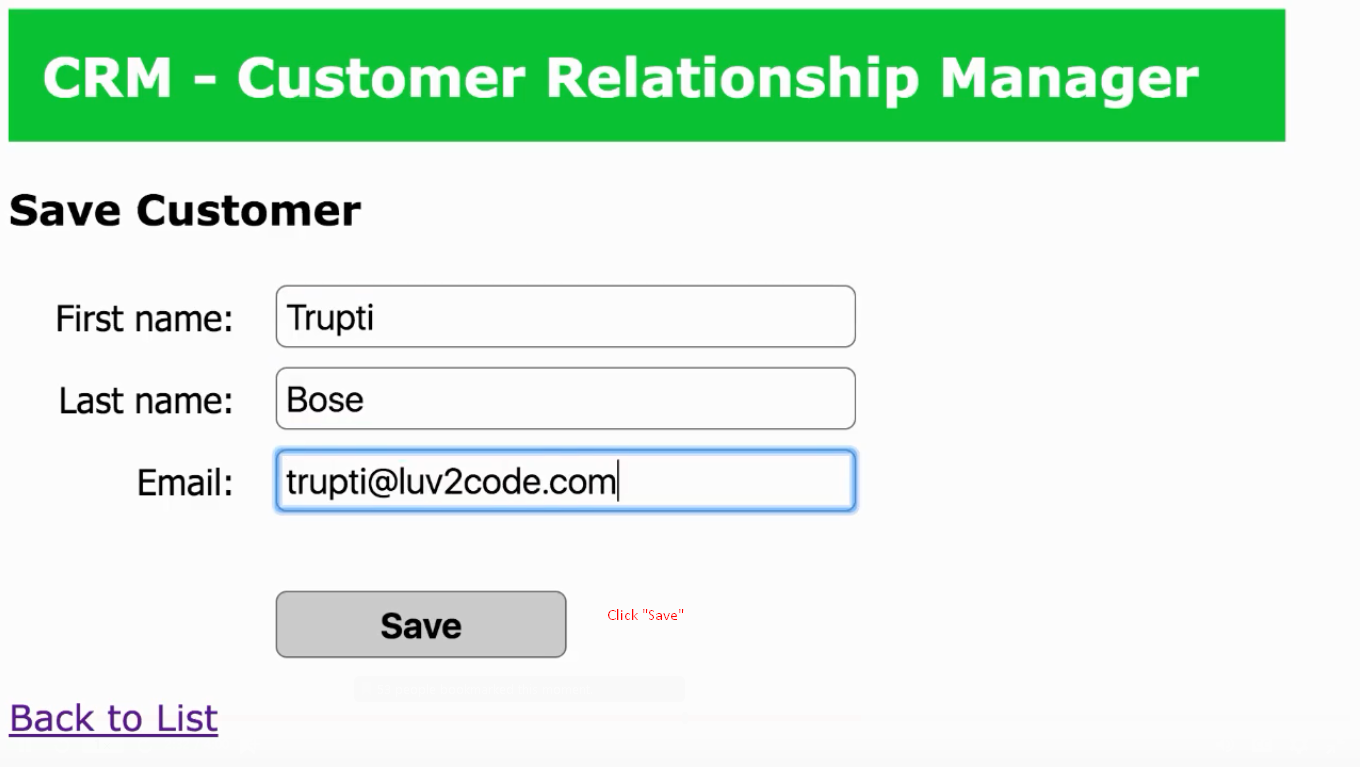 CRM - Customer Relationship Manager
Save Customer
First name: Trupti
Last name: Bose
Email: trupti@luv2code.com
Save Click "Save"
Back to List